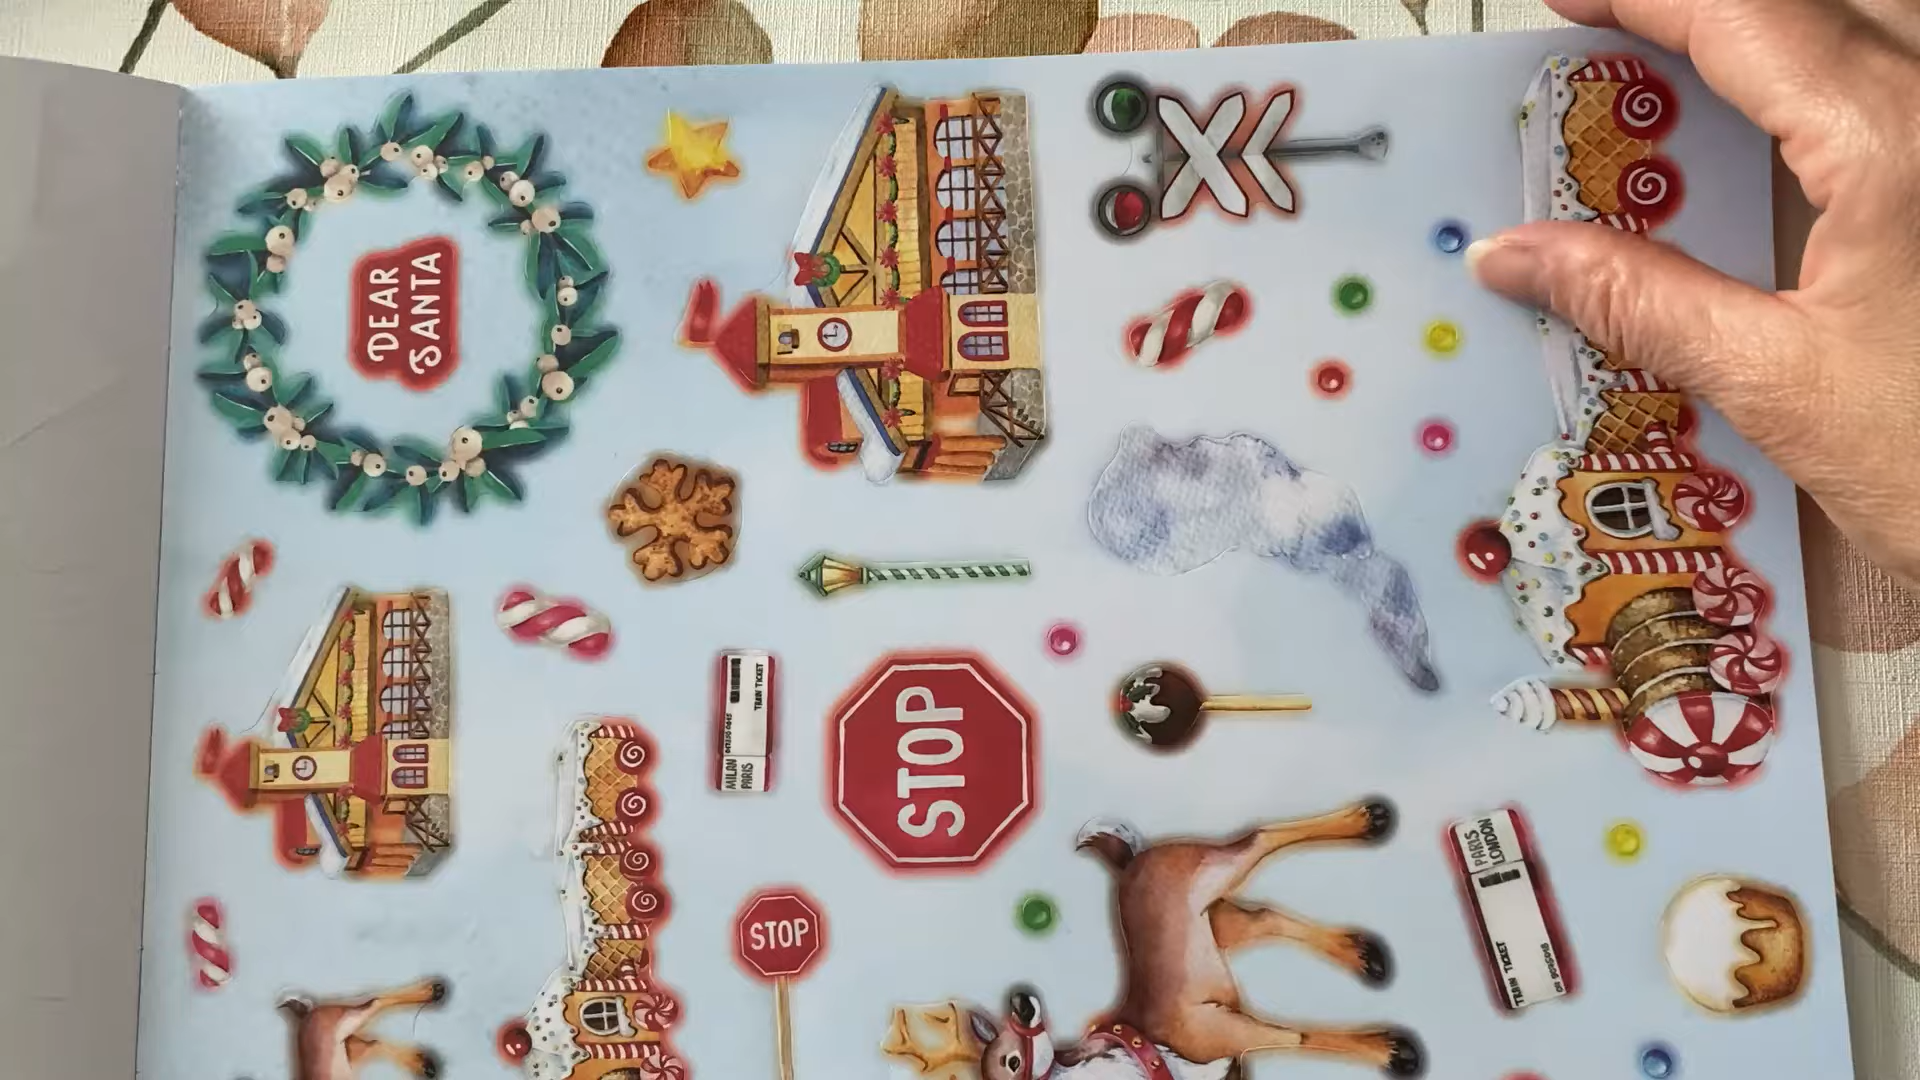 DEAR
SANTA
STOP
MILAN
PARIS
TRAIN TICKET
STOP
PARIS
LONDON
TRAIN TICKET